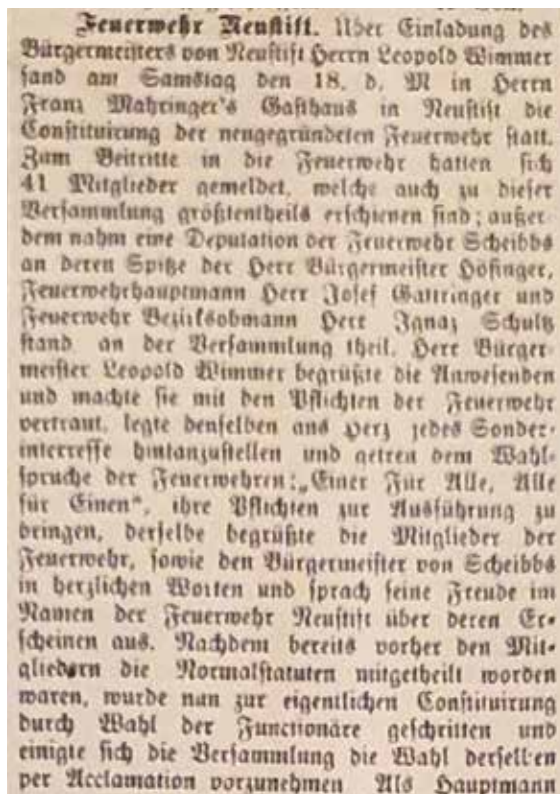 Feuerwehr Neustift. Über Einladung des
Bürgermeisters von Neustift Herrn Leopold Wimmer
fand am Samstag den 18. d. M in Herrn
Franz Mahringer's Gasthaus in Neustift die
Constituirung der neugegründeten Feuerwehr statt.
Zum Beitritte in die Feuerwehr hatten sich
41 Mitglieder gemeldet, welche auch zu dieser
Versammlung größtentheils erschienen sind; außer-
dem nahm eine Deputation der Feuerwehr Scheibbs
an deren Spitze der Herr Bürgermeister Höfinger,
Feuerwehrhauptmann Herr Josef Gattringer und
Feuerwehr Bezirksobmann Herr Ignaz Schultz
stand an der Versammlung theil. Herr Bürger-
meister Leopold Wimmer begrüßte die Anwesenden
und machte sie mit den Pflichten der Feuerwehr
vertraut, legte denselben ans Herz jedes Sonder-
interresse hintanzustellen und getreu dem Wahl-
spruche der Feuerwehren: „Einer Für Alle, Alle
für Einen", ihre Pflichten zur Ausführung zu
bringen, derselbe begrüßte die Mitglieder der
Feuerwehr, sowie den Bürgermeister von Scheibbs
in herzlichen Worten und sprach seine Freude im
Namen der Feuerwehr Neustift über deren Er-
scheinen aus. Nachdem bereits vorher den Mit-
gliedern die Normalstatuten mitgetheilt worden
waren, wurde nun zur eigentlichen Constituirung
durch Wahl der Functionäre geschritten und
einigte sich die Versammlung die Wahl derselben
per Acclamation vorzunehmen Als Hauptmann